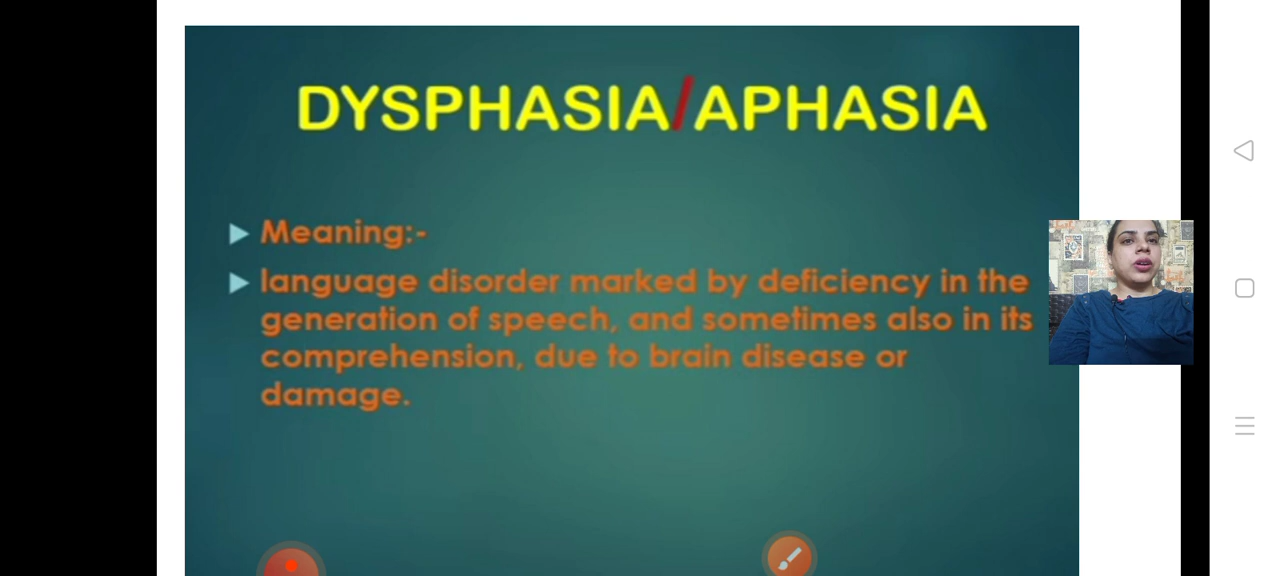 DYSPHASIA/APHASIA
Meaning:-
language disorder marked by deficiency in the
generation of speech, and sometimes also in its
comprehension, due to brain disease or
damage.